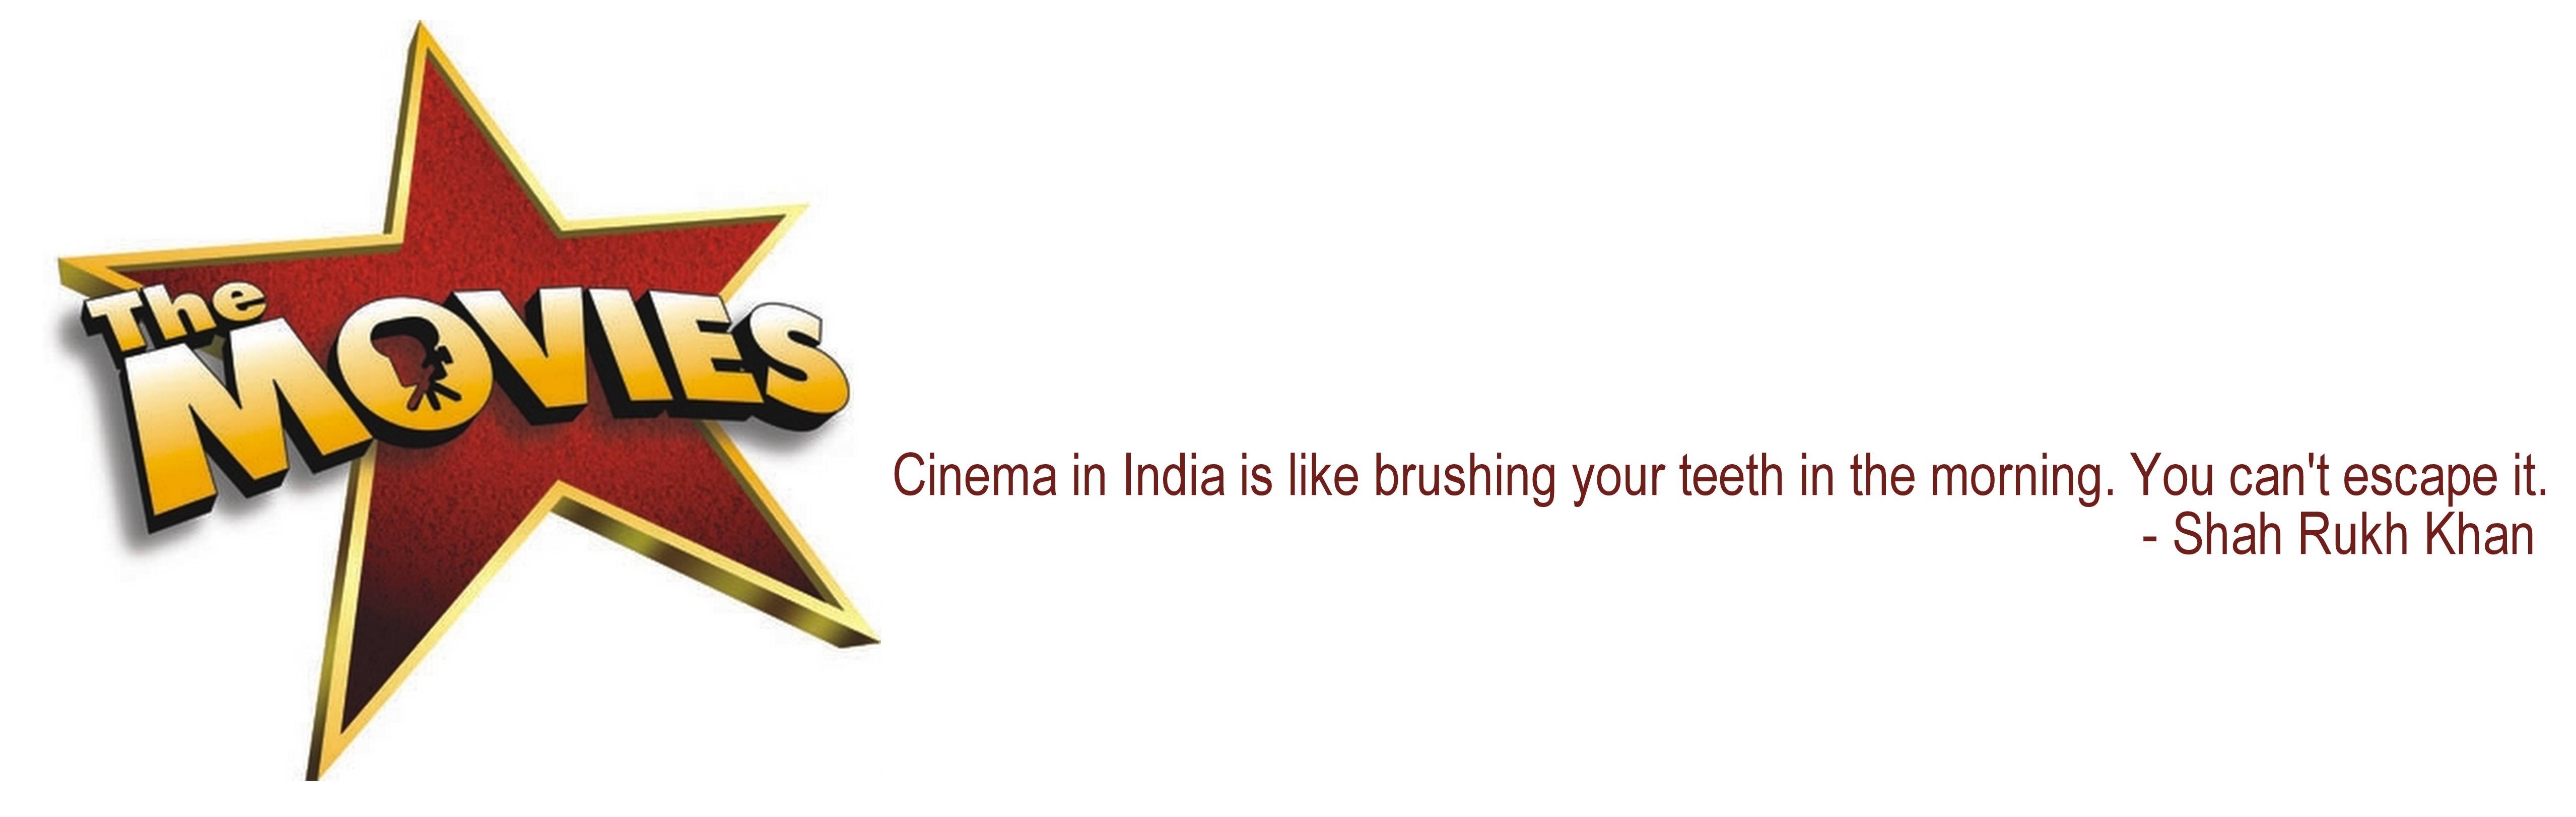 The
MOVIES
Cinema in India is like brushing your teeth in the morning. You can't escape it.
- Shah Rukh Khan